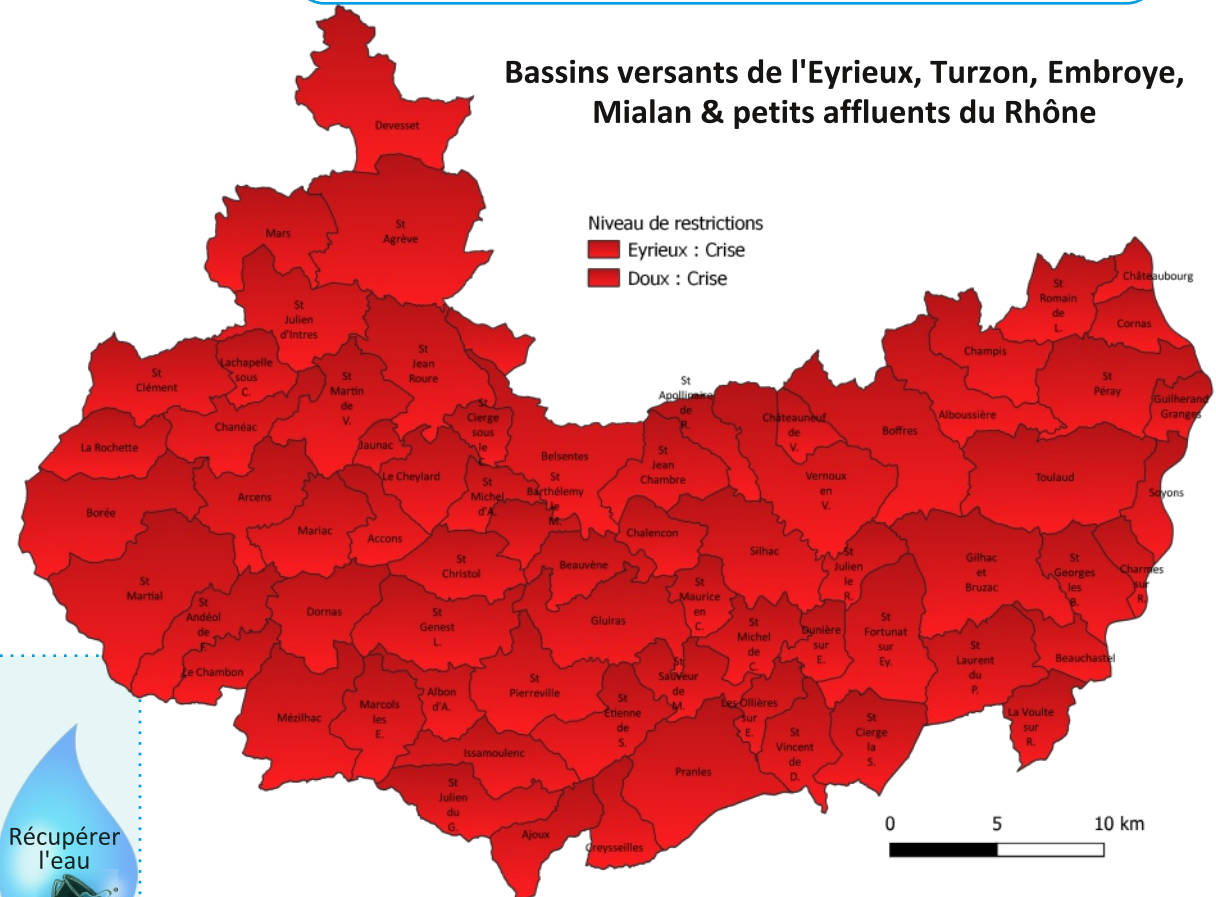 Bassins versants de l'Eyrieux, Turzon, Embroye,
Mialan & petits affluents du Rhône
Devesset
Niveau de restrictions
Eyrieux : Crise
Doux : Crise
Mars
St
Agrève
St
Julien
d'Intres
St
Romain
de
L.
Châteaubourg
Cornas
St
Clément
Lachapelle
sous
C.
St
Martin
de
V.
St
Jean
Roure
Champis
St
Péray
Guilherand
Granges
St
Apollinaire
de
R.
Châteauneuf
de
V.
Boffres
Alboussière
La Rochette
Chanéac
Jaunac
St
Cierge
sous
le
C.
Le Cheylard
Belsentes
St
Jean
Chambre
Vernoux
en
V.
Toulaud
Soyons
Borée
Arcens
St
Michel
d'A.
St
Barthélemy
le
M.
Mariac
Accons
Chalencon
Silhac
St
Christol
Beauvène
St
Julien
le
R.
Gilhac
et
Bruzac
St
Georges
les
B.
Charmes
sur
R.
St
Martial
St
Andéol
de
F.
Dornas
St
Genest
L.
Gluiras
St
Maurice
en
C.
St
Michel
de
C.
Dunière
sur
E.
St
Fortunat
sur
Ey.
St
Laurent
du
P.
Beauchastel
Le Chambon
Mézilhac
Marcols
les
E.
Albon
d'A.
St
Pierreville
St
Etienne
de
S.
St
Sauveur
de
M.
Les Ollières
sur
E.
St
Vincent
de
D.
St
Cierge
la
S.
La Voulte
sur
R.
Issamoulenc
Pranles
St
Julien
du
G.
Ajoux
Creysseilles
0 5 10 km
Récupérer
l'eau